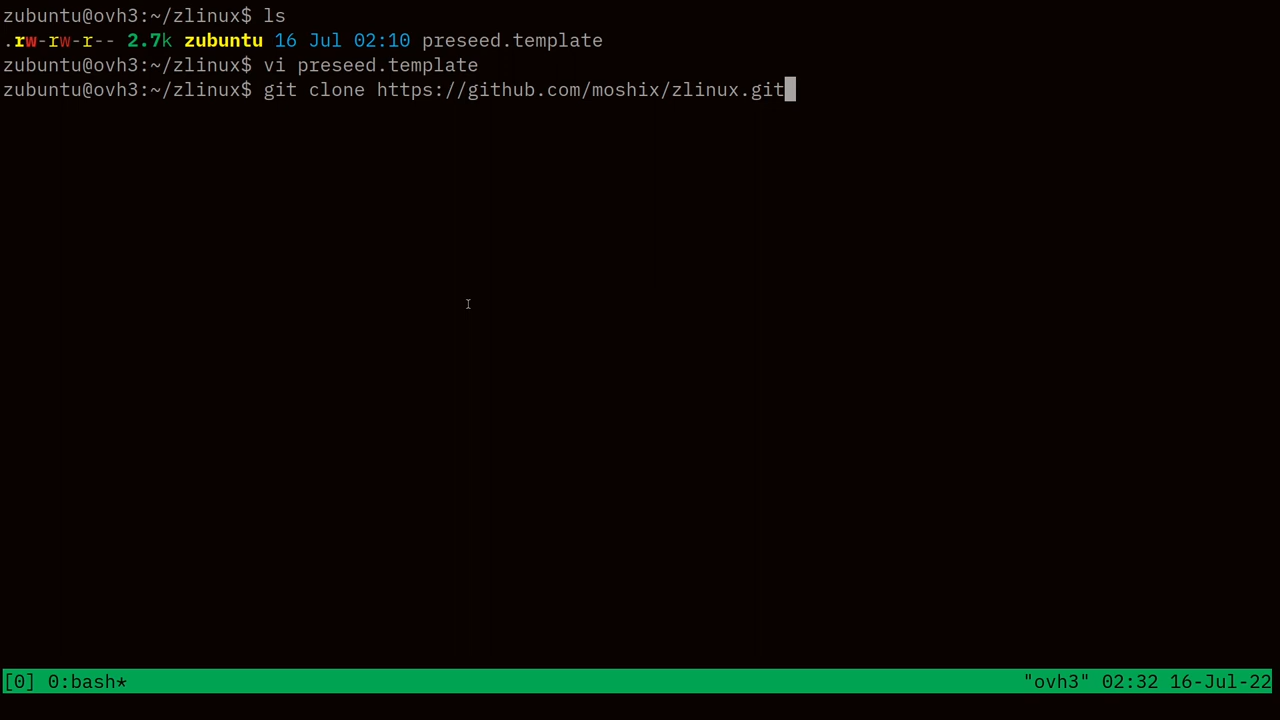 zubuntu@ovh3:~/zlinux$ ls
.rw-rw-r-- 2.7k zubuntu 16 Jul 02:10 preseed.template
zubuntu@ovh3:~/zlinux$ vi preseed.template
zubuntu@ovh3:~/zlinux$ git clone https://github.com/moshix/zlinux.git
[0] 0:bash* "ovh3" 02:32 16-Jul-22